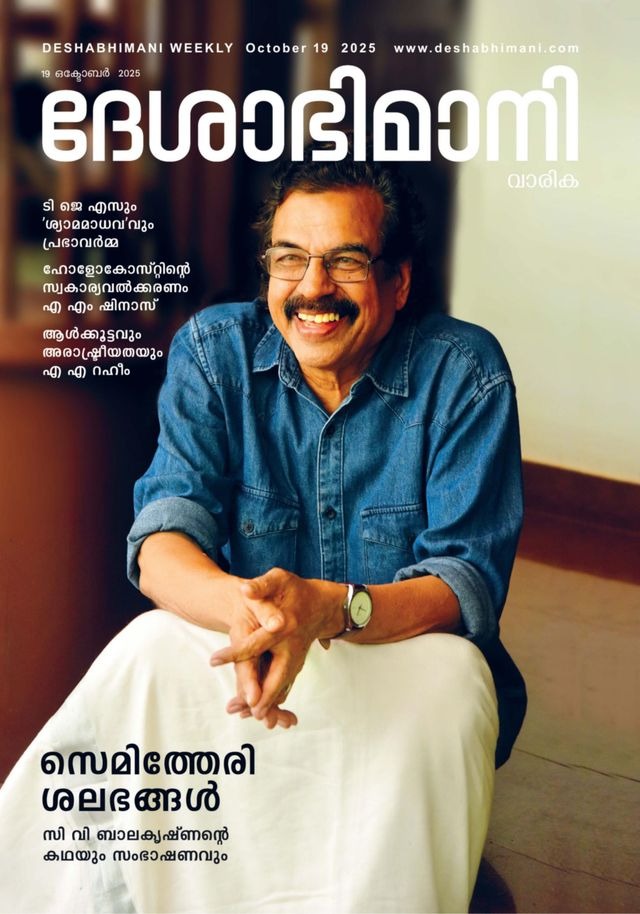 DESHABHIMANI WEEKLY October 19 2025 www.deshabhimani.com
19 ഒക്ടോബർ 2025
ദേശാഭിമാനി
വാരിക
ടി ജെ എസും
'ശ്യാമമാധവ'വും
പ്രഭാവർമ്മ
ഹോളോകോസ്റ്റിന്റെ
സ്വകാര്യവൽക്കരണം
എ എം ഷിനാസ്
ആൾക്കൂട്ടവും
അരാഷ്ട്രീയതയും
എ എ റഹീം
സെമിത്തേരി
ശലഭങ്ങൾ
സി വി ബാലകൃഷ്ണന്റെ
കഥയും സംഭാഷണവും